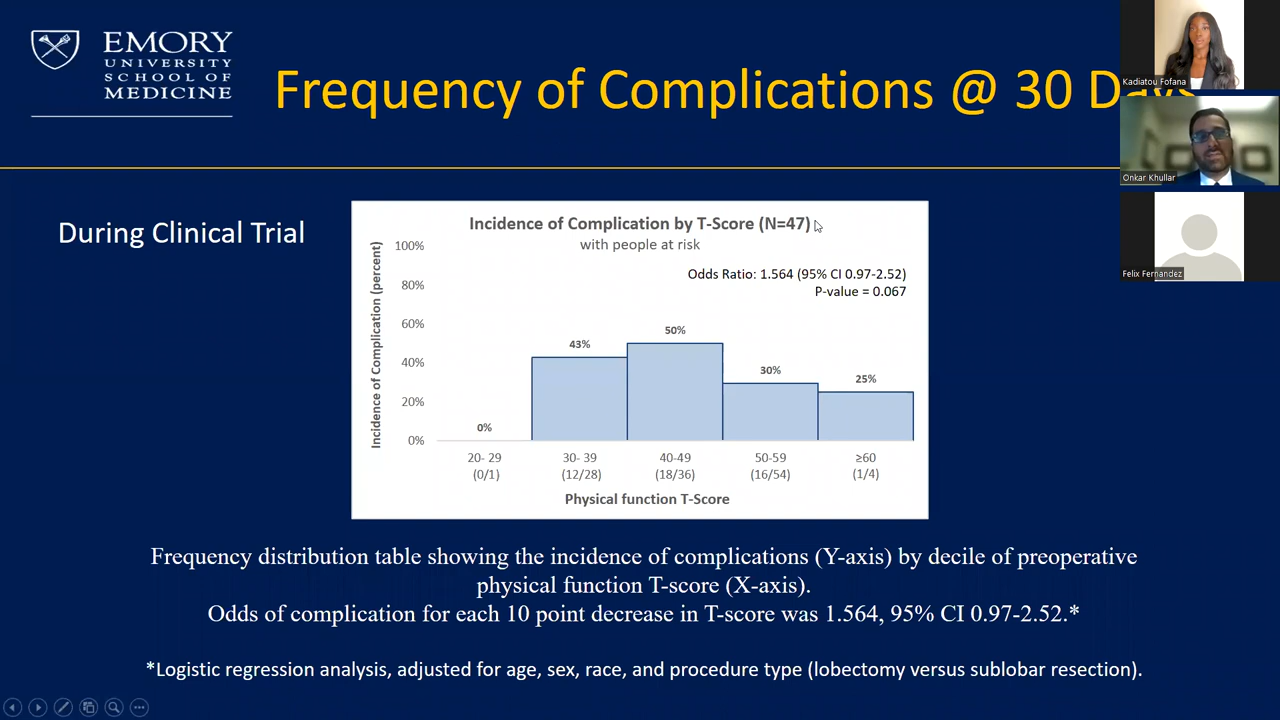 EMORY
UNIVERSITY
SCHOOL OF
MEDICINE
Frequency of Complications @ 30 Days
Kadiatou Fofana
Onkar Khullar
Felix Fernandez
During Clinical Trial
Incidence of Complication by T-Score (N=47)
with people at risk
Odds Ratio: 1.564 (95% CI 0.97-2.52)
P-value = 0.067
Incidence of Complication (percent)
100%
80%
60%
40%
20%
0%
0%
43%
50%
30%
25%
20- 29 30- 39 40-49 50-59 ≥60
(0/1) (12/28) (18/36) (16/54) (1/4)
Physical function T-Score
Frequency distribution table showing the incidence of complications (Y-axis) by decile of preoperative
physical function T-score (X-axis).
Odds of complication for each 10 point decrease in T-score was 1.564, 95% CI 0.97-2.52.*
*Logistic regression analysis, adjusted for age, sex, race, and procedure type (lobectomy versus sublobar resection).